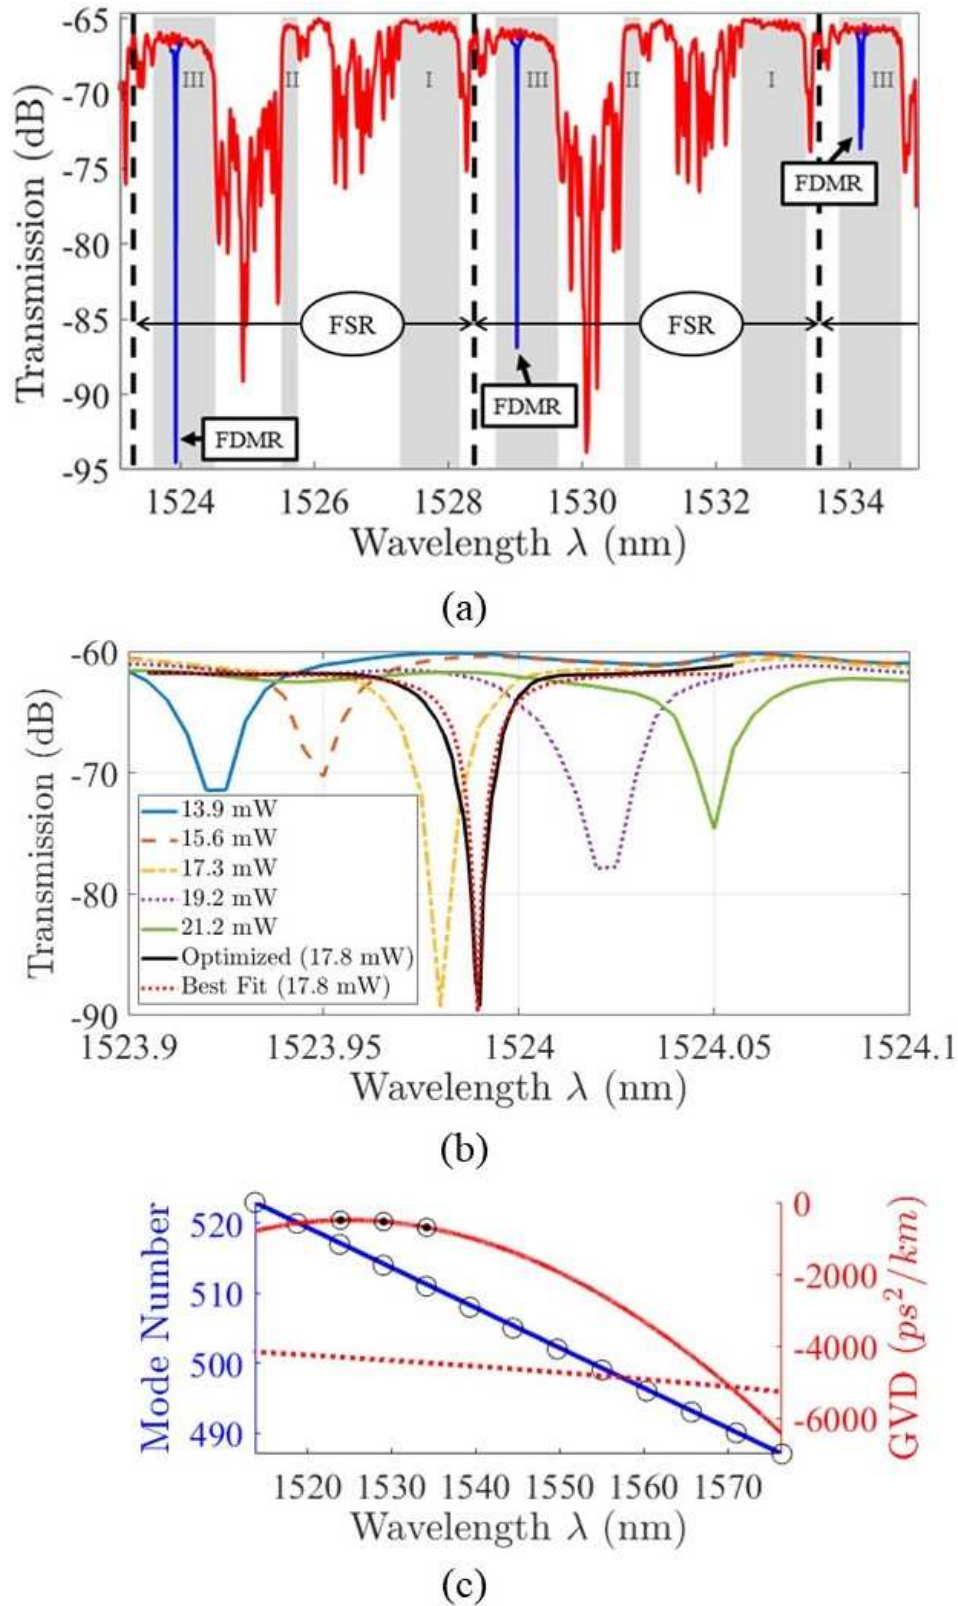 -65
-70
-75
-80
-85
-90
-95
Transmission (dB)
III II I III II I III
FDMR
FSR FSR
FDMR
FDMR
1524 1526 1528 1530 1532 1534
Wavelength λ (nm)
(a)
-60
-70
-80
-90
Transmission (dB)
13.9 mW
15.6 mW
17.3 mW
19.2 mW
21.2 mW
Optimized (17.8 mW)
Best Fit (17.8 mW)
1523.9 1523.95 1524 1524.05 1524.1
Wavelength λ (nm)
(b)
Mode Number
520
510
500
490
0
-2000
-4000
-6000
GVD (ps²/km)
1520 1530 1540 1550 1560 1570
Wavelength λ (nm)
(c)